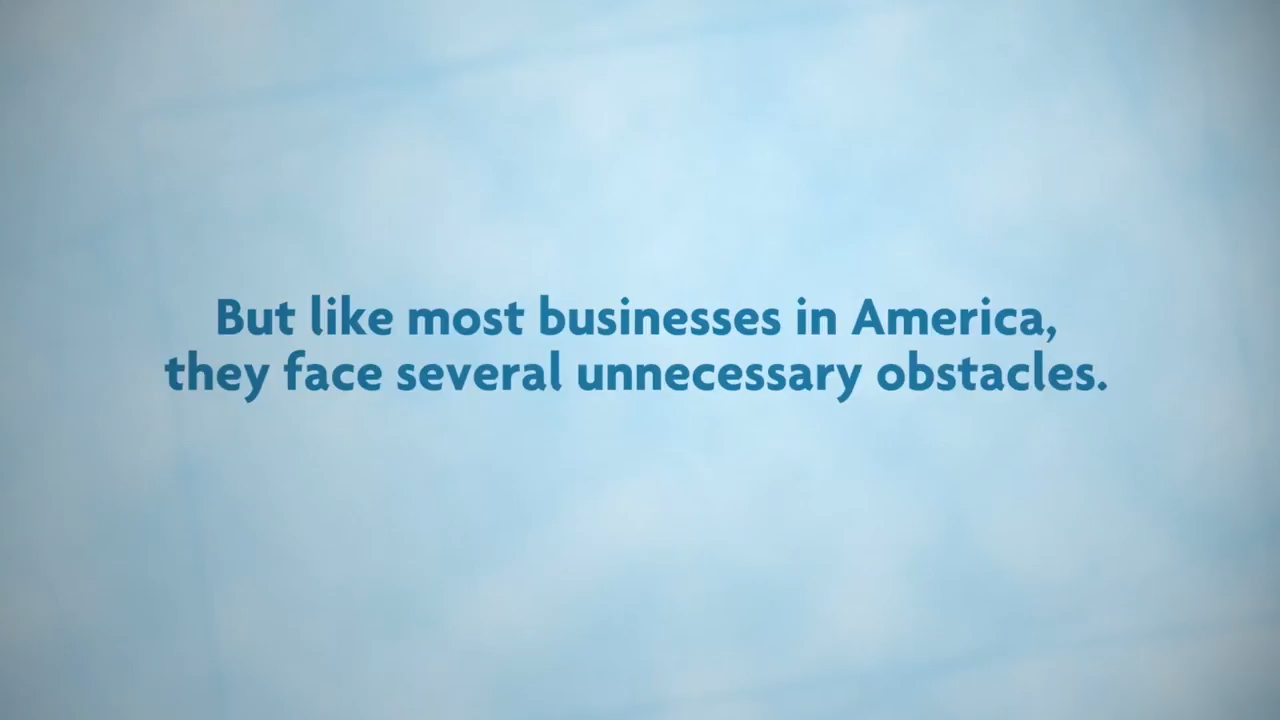 But like most businesses in America,
they face several unnecessary obstacles.